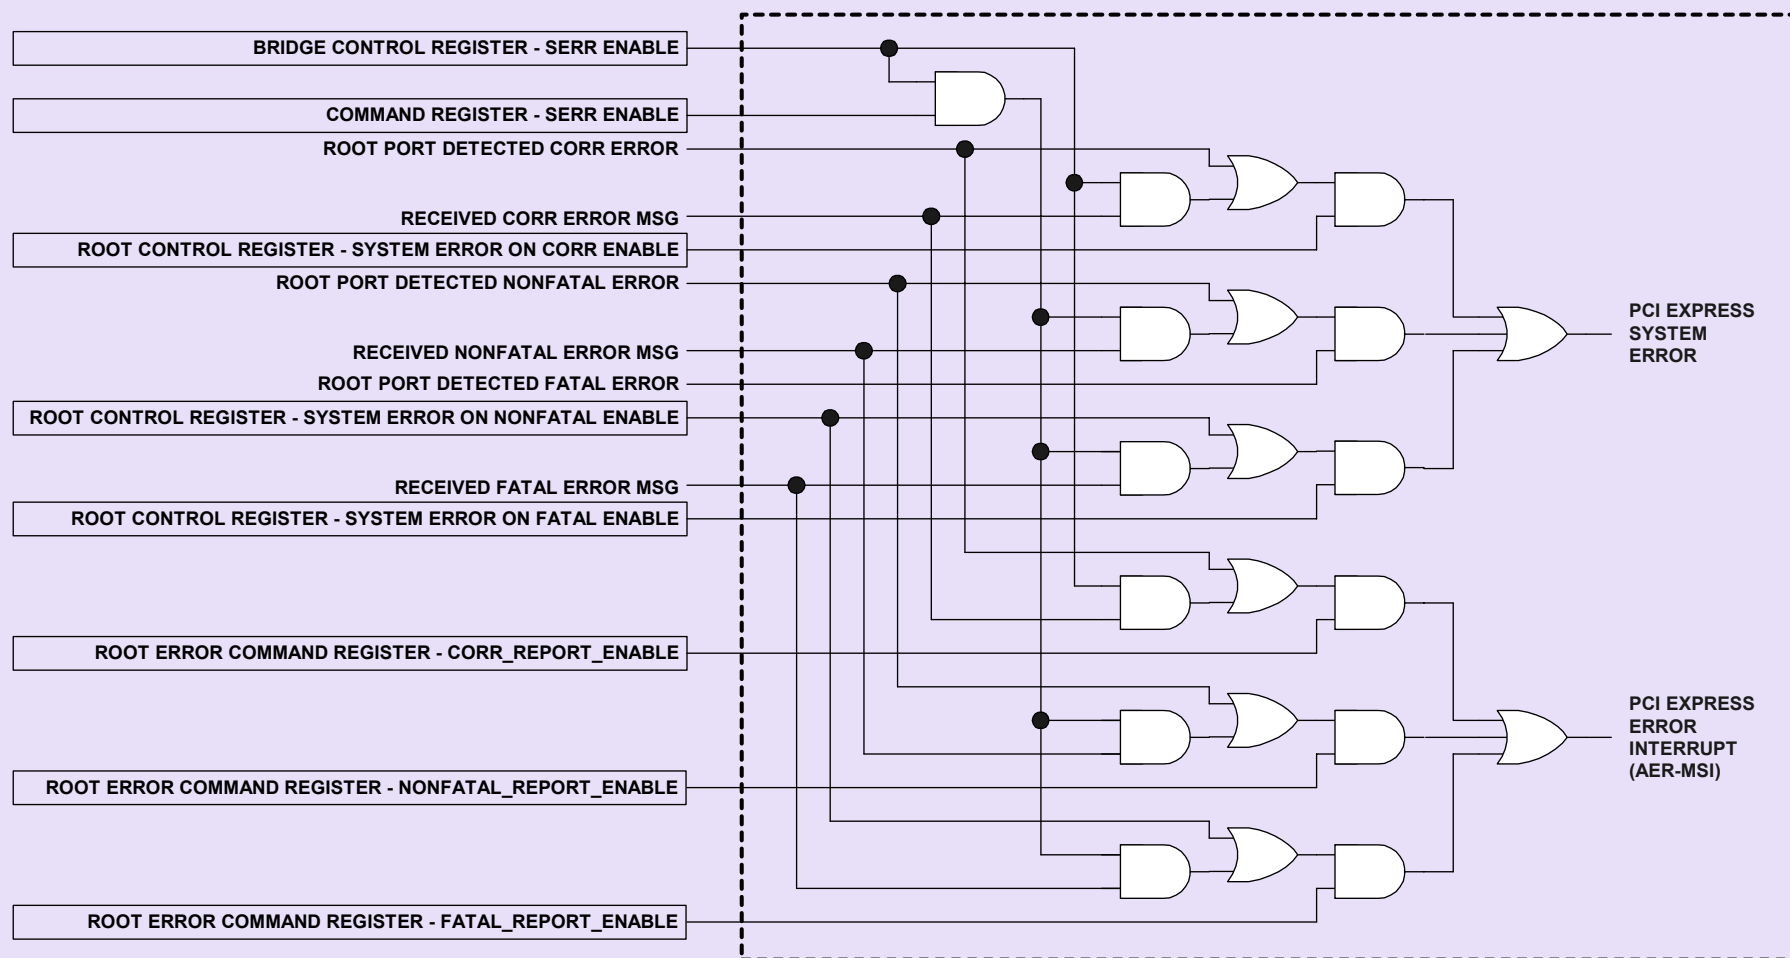 BRIDGE CONTROL REGISTER - SERR ENABLE
COMMAND REGISTER - SERR ENABLE
ROOT PORT DETECTED CORR ERROR
RECEIVED CORR ERROR MSG
ROOT CONTROL REGISTER - SYSTEM ERROR ON CORR ENABLE
ROOT PORT DETECTED NONFATAL ERROR
RECEIVED NONFATAL ERROR MSG
ROOT PORT DETECTED FATAL ERROR
ROOT CONTROL REGISTER - SYSTEM ERROR ON NONFATAL ENABLE
RECEIVED FATAL ERROR MSG
ROOT CONTROL REGISTER - SYSTEM ERROR ON FATAL ENABLE
ROOT ERROR COMMAND REGISTER - CORR_REPORT_ENABLE
ROOT ERROR COMMAND REGISTER - NONFATAL_REPORT_ENABLE
ROOT ERROR COMMAND REGISTER - FATAL_REPORT_ENABLE
PCI EXPRESS
SYSTEM
ERROR
PCI EXPRESS
ERROR
INTERRUPT
(AER-MSI)